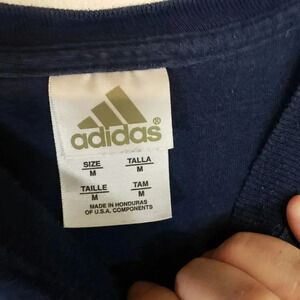 adidas®
SIZE TALLA
M M
TAILLE TAM
M M
MADE IN HONDURAS
OF U.S.A. COMPONENTS